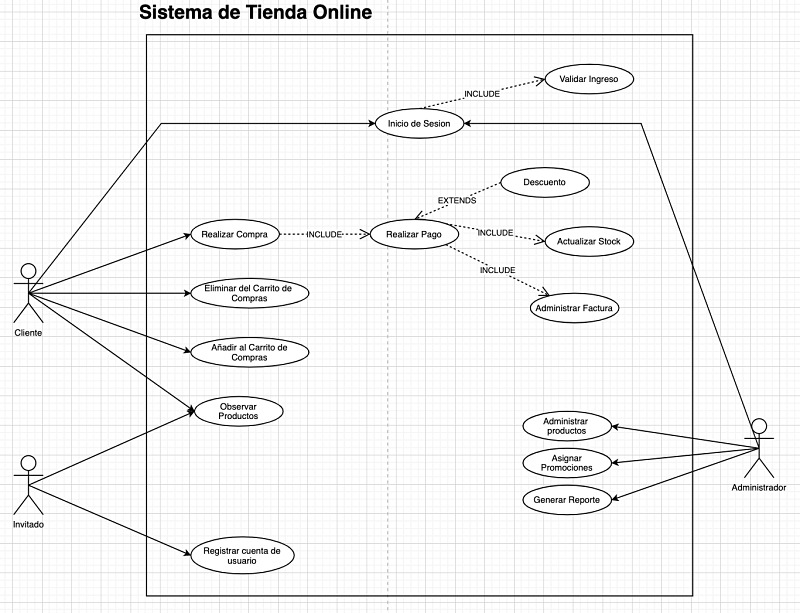 Sistema de Tienda Online
Validar Ingreso
INCLUDE
Inicio de Sesion
Descuento
EXTENDS
Realizar Compra
INCLUDE
Realizar Pago
INCLUDE
Actualizar Stock
INCLUDE
Eliminar del Carrito de
Compras
Administrar Factura
Cliente
Añadir al Carrito de
Compras
Observar
Productos
Administrar
productos
Asignar
Promociones
Generar Reporte
Administrador
Invitado
Registrar cuenta de
usuario